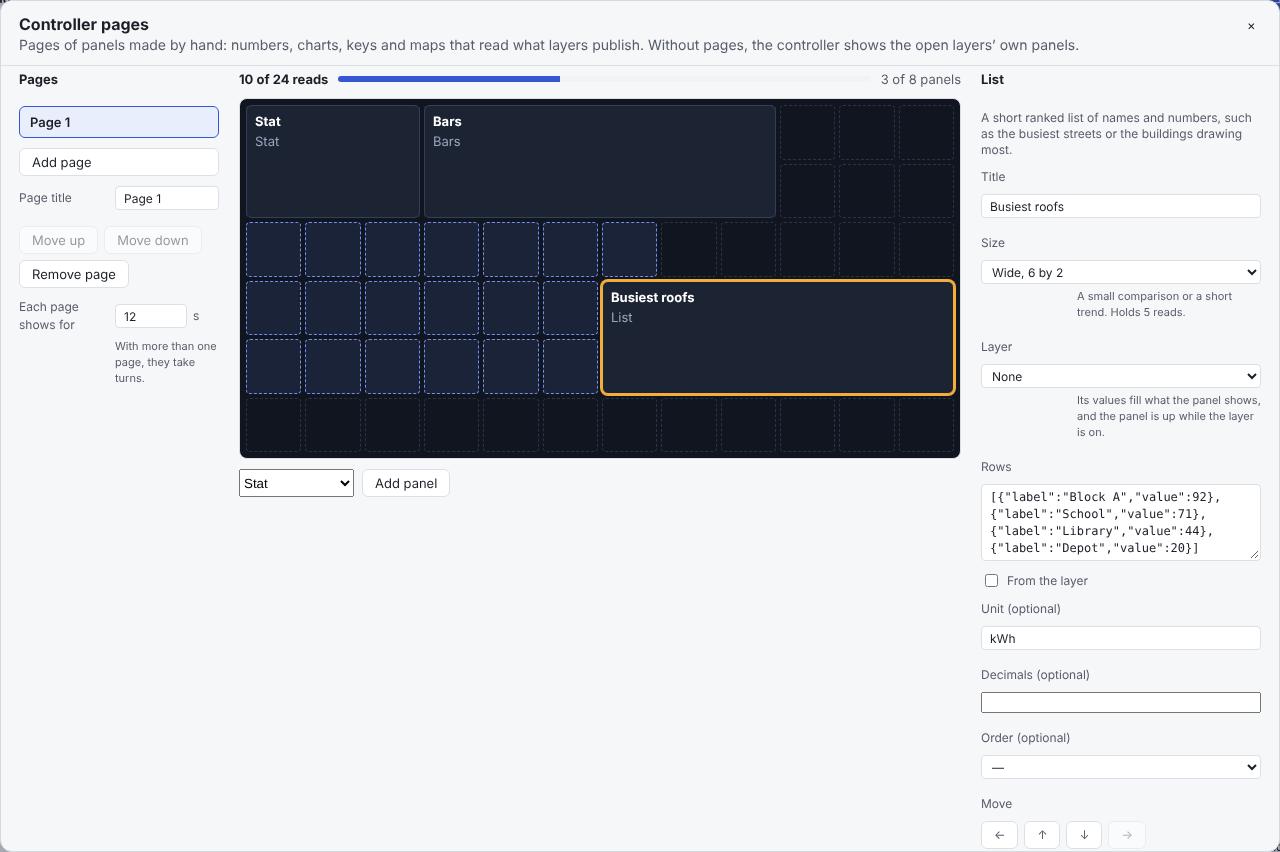 Controller pages
×
Pages of panels made by hand: numbers, charts, keys and maps that read what layers publish. Without pages, the controller shows the open layers’ own panels.
Pages
Page 1
Add page
Page title
Page 1
Move up
Move down
Remove page
Each page
shows for
12
s
With more than one
page, they take
turns.
10 of 24 reads
3 of 8 panels
Stat
Stat
Bars
Bars
Busiest roofs
List
Stat
Add panel
List
A short ranked list of names and numbers, such
as the busiest streets or the buildings drawing
most.
Title
Busiest roofs
Size
Wide, 6 by 2
A small comparison or a short
trend. Holds 5 reads.
Layer
None
Its values fill what the panel shows,
and the panel is up while the layer
is on.
Rows
[{"label":"Block A","value":92},
{"label":"School","value":71},
{"label":"Library","value":44},
{"label":"Depot","value":20}]
From the layer
Unit (optional)
kWh
Decimals (optional)
Order (optional)
—
Move
← ↑ ↓ →